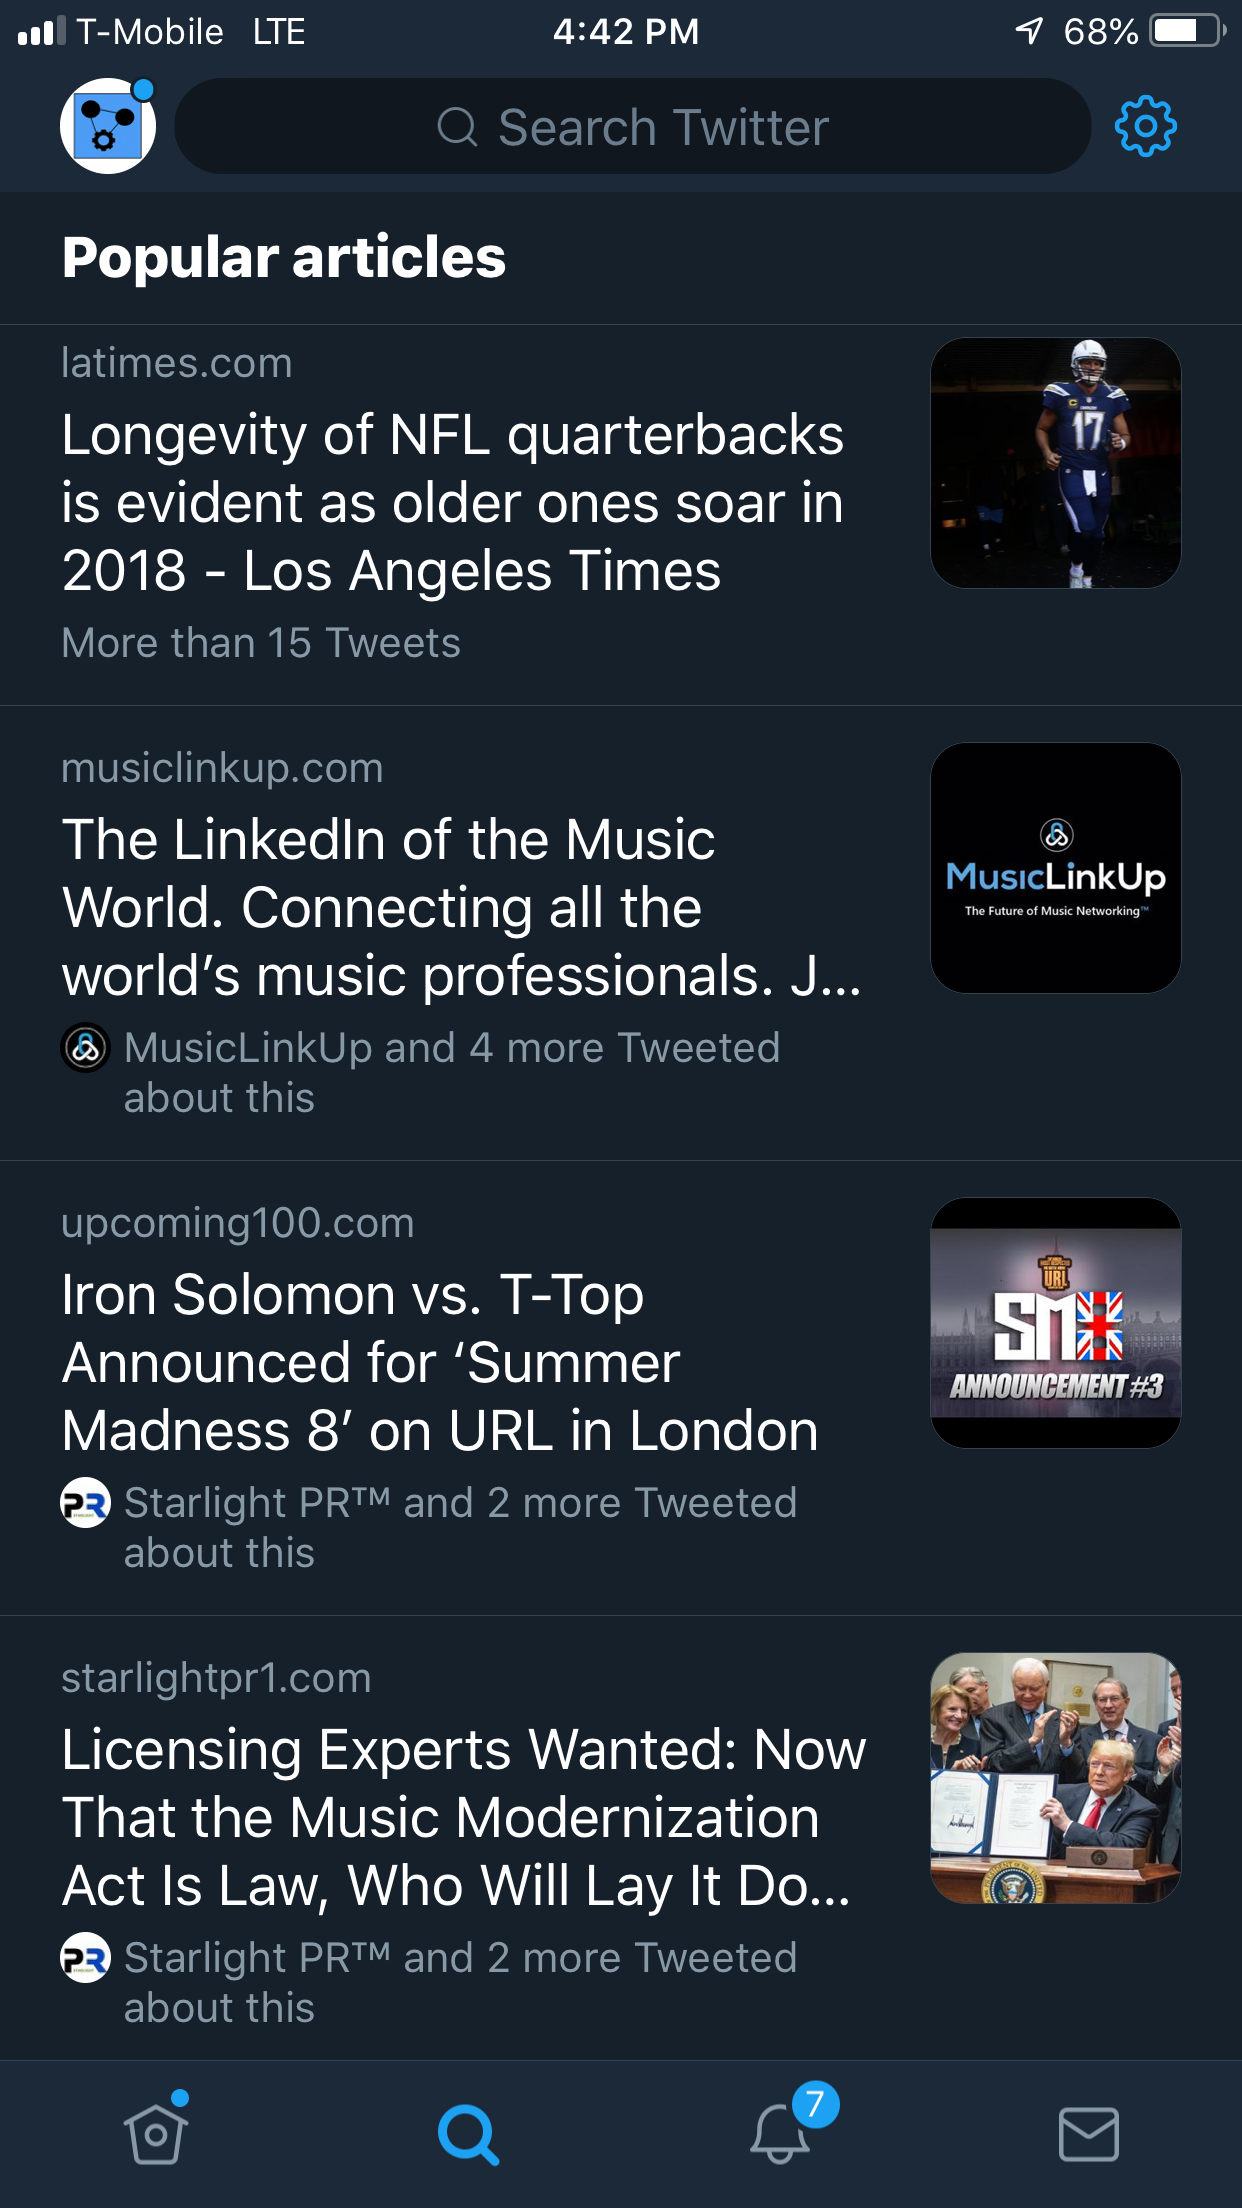 T-Mobile LTE 4:42 PM 68%
Search Twitter
Popular articles
latimes.com
Longevity of NFL quarterbacks
is evident as older ones soar in
2018 - Los Angeles Times
More than 15 Tweets
17
musiclinkup.com
The LinkedIn of the Music
World. Connecting all the
world’s music professionals. J...
MusicLinkUp and 4 more Tweeted
about this
MusicLinkUp
The Future of Music Networking™
upcoming100.com
Iron Solomon vs. T-Top
Announced for ‘Summer
Madness 8’ on URL in London
PR Starlight PR™ and 2 more Tweeted
about this
URL
SM8
ANNOUNCEMENT #3
starlightpr1.com
Licensing Experts Wanted: Now
That the Music Modernization
Act Is Law, Who Will Lay It Do...
PR Starlight PR™ and 2 more Tweeted
about this
7